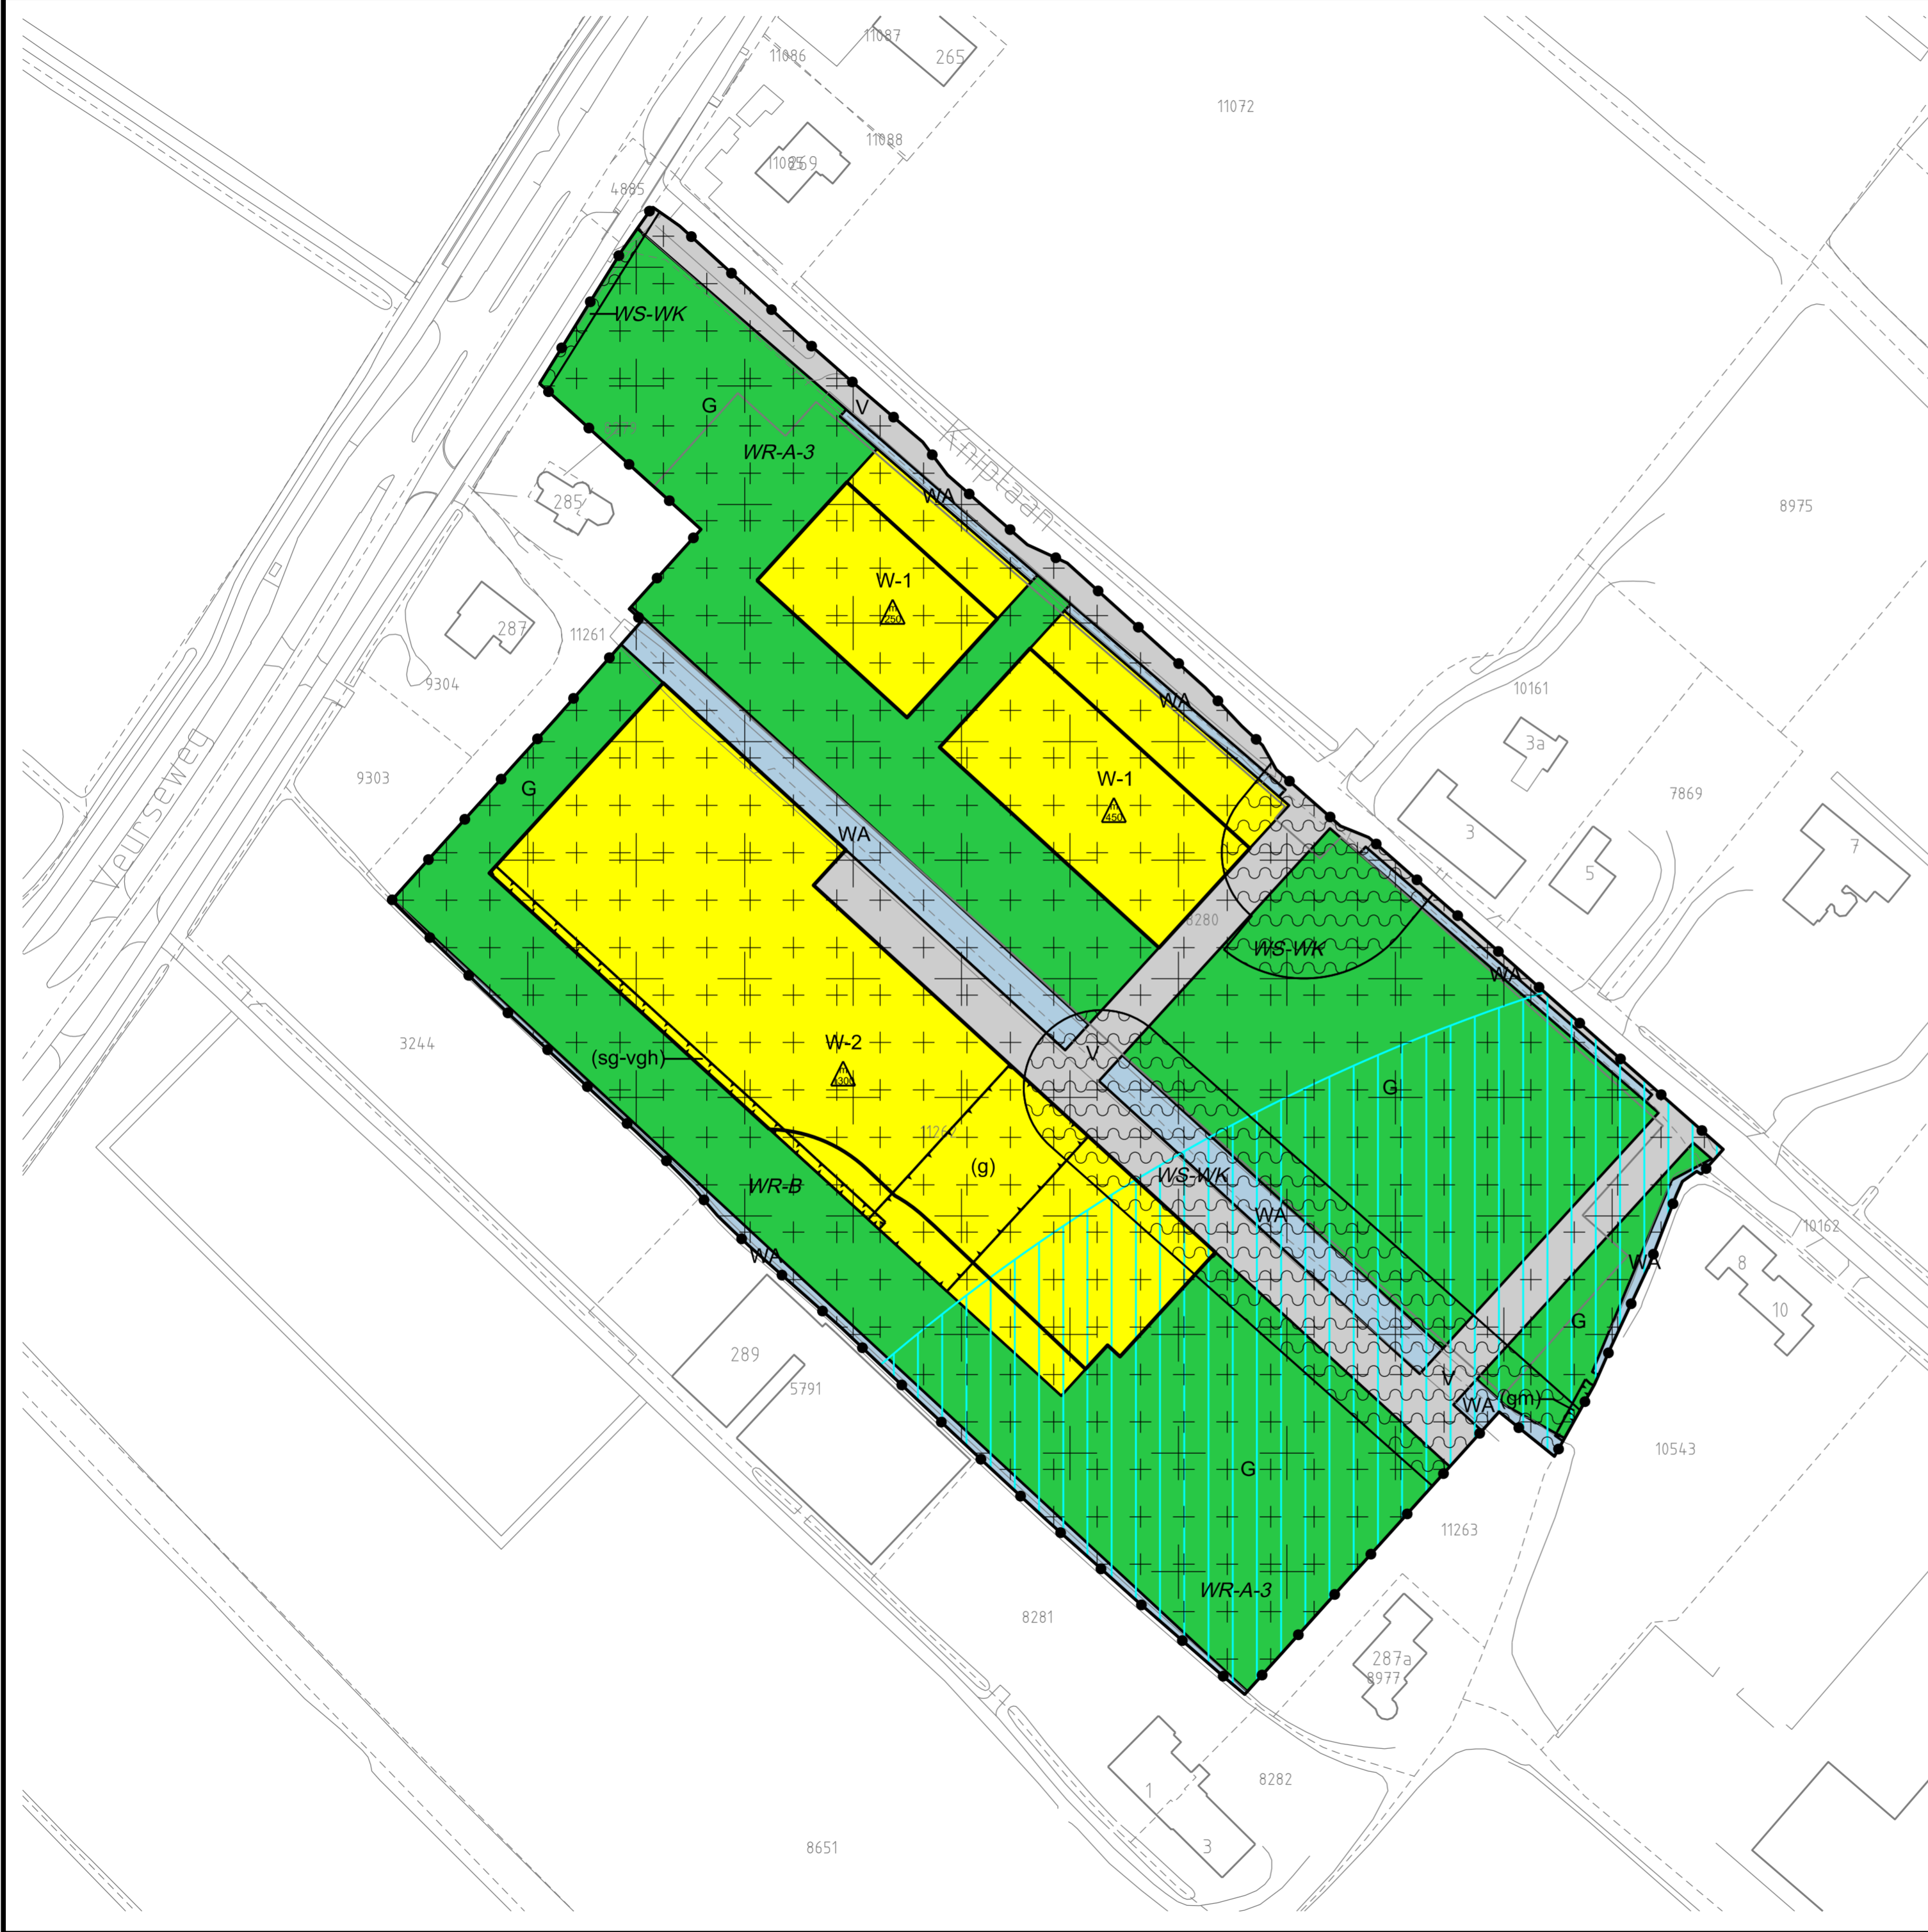 11087
265
11086
11072
11088
269
4885
WS-WK
V
G
WR-A-3
Kniplaan
WA
285
8975
W-1
m
250
287
11261
9304
10161
WA
3a
Veurseweg
9303
G
W-1
m
450
7869
3
WA
7
5
8280
WS-WK
WA
3244
W-2
m
V
(sg-vgh)
G
(g)
WS-WK
WR-B
WA
10162
WA
WA
8
10
G
289
V
5791
(gm)
WA
10543
G
11263
WR-A-3
8281
287a
8977
8282
1
3
8651